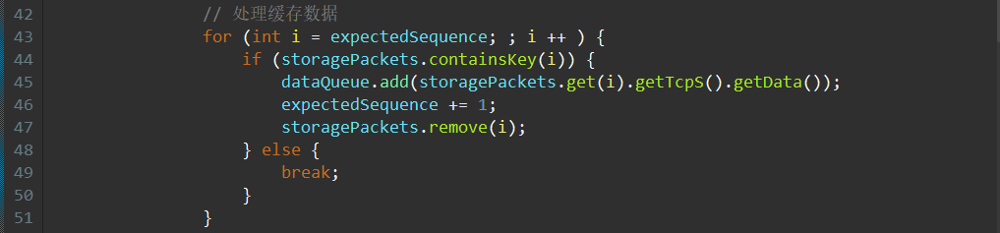 42                // 处理缓存数据
43                for (int i = expectedSequence; ; i ++ ) {
44                    if (storagePackets.containsKey(i)) {
45                        dataQueue.add(storagePackets.get(i).getTcpS().getData());
46                        expectedSequence += 1;
47                        storagePackets.remove(i);
48                    } else {
49                        break;
50                    }
51                }